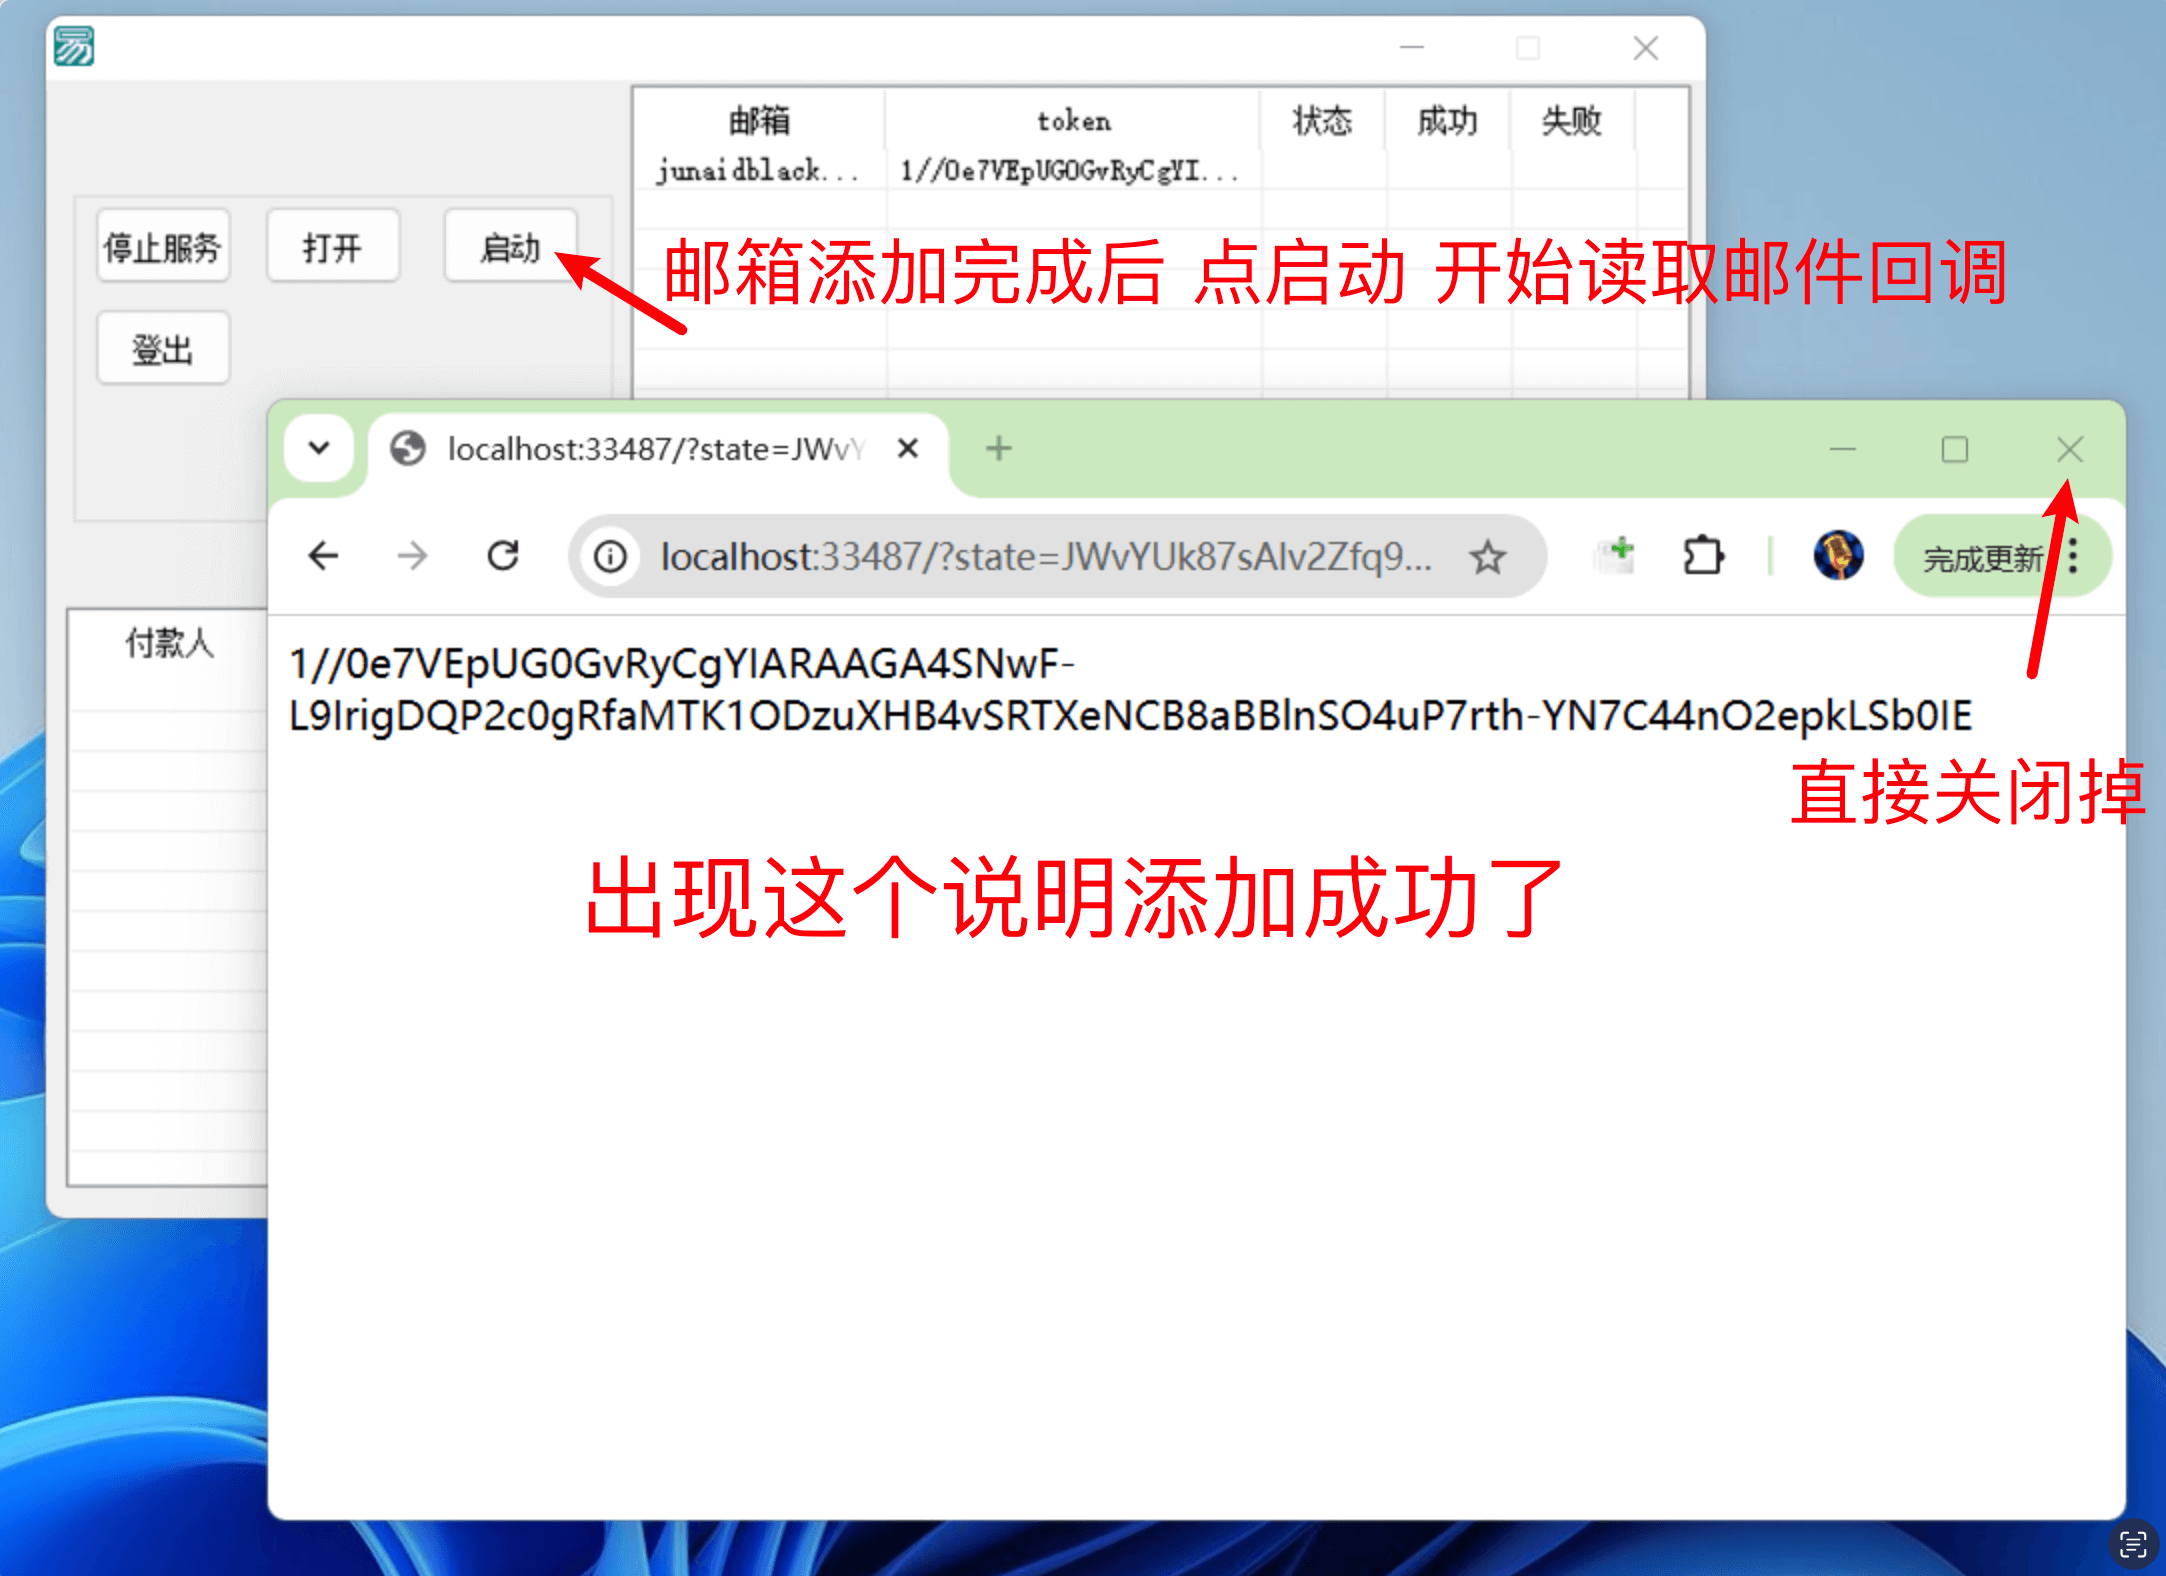 邮箱 token 状态 成功 失败
junaidblack... 1//0e7VEpUG0GvRyCgYI...
停止服务 打开 启动
邮箱添加完成后 点启动 开始读取邮件回调
登出
localhost:33487/?state=JWvY
localhost:33487/?state=JWvYUk87sAlv2Zfq9...
完成更新
付款人
1//0e7VEpUG0GvRyCgYIARAAGA4SNwF-
L9IrigDQP2c0gRfaMTK1ODzuXHB4vSRTXeNCB8aBBlnSO4uP7rth-YN7C44nO2epkLSb0IE
直接关闭掉
出现这个说明添加成功了